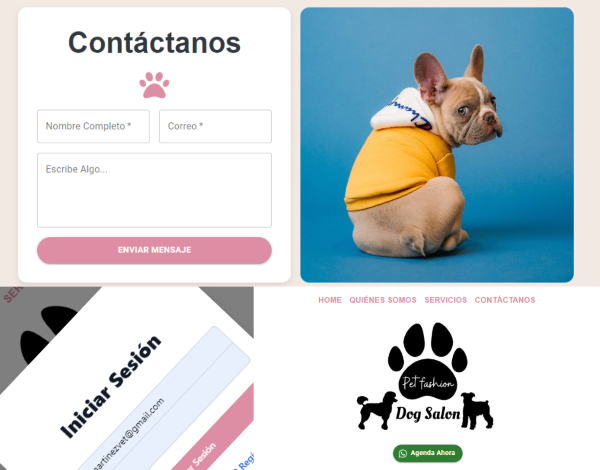 Contáctanos
Nombre Completo *
Correo *
Escribe Algo...
ENVIAR MENSAJE
Champion
Iniciar Sesión
martinezvet@gmail.com
Sesión
HOME QUIÉNES SOMOS SERVICIOS CONTÁCTANOS
Pet fashion
Dog Salon
Agenda Ahora